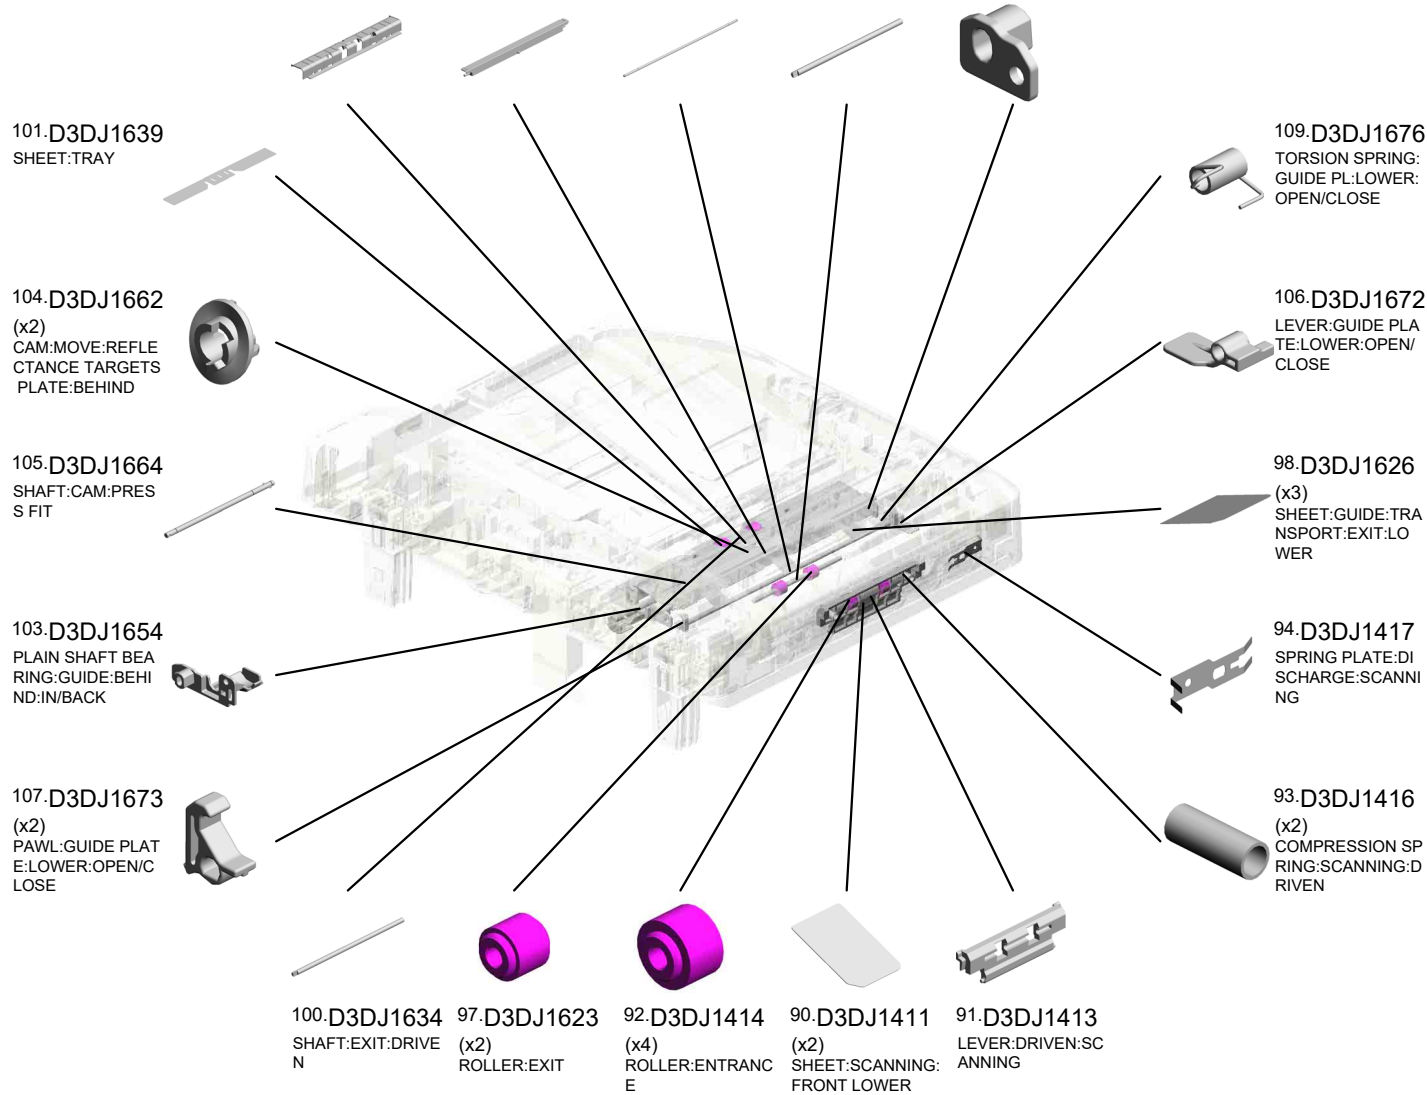 101.D3DJ1639
SHEET:TRAY
104.D3DJ1662
(x2)
CAM:MOVE:REFLE
CTANCE TARGETS
PLATE:BEHIND
105.D3DJ1664
SHAFT:CAM:PRES
S FIT
103.D3DJ1654
PLAIN SHAFT BEA
RING:GUIDE:BEHI
ND:IN/BACK
107.D3DJ1673
(x2)
PAWL:GUIDE PLAT
E:LOWER:OPEN/C
LOSE
100.D3DJ1634
SHAFT:EXIT:DRIVE
N
97.D3DJ1623
(x2)
ROLLER:EXIT
92.D3DJ1414
(x4)
ROLLER:ENTRANC
E
90.D3DJ1411
(x2)
SHEET:SCANNING:
FRONT LOWER
91.D3DJ1413
LEVER:DRIVEN:SC
ANNING
109.D3DJ1676
TORSION SPRING:
GUIDE PL:LOWER:
OPEN/CLOSE
106.D3DJ1672
LEVER:GUIDE PLA
TE:LOWER:OPEN/
CLOSE
98.D3DJ1626
(x3)
SHEET:GUIDE:TRA
NSPORT:EXIT:LO
WER
94.D3DJ1417
SPRING PLATE:DI
SCHARGE:SCANNI
NG
93.D3DJ1416
(x2)
COMPRESSION SP
RING:SCANNING:D
RIVEN